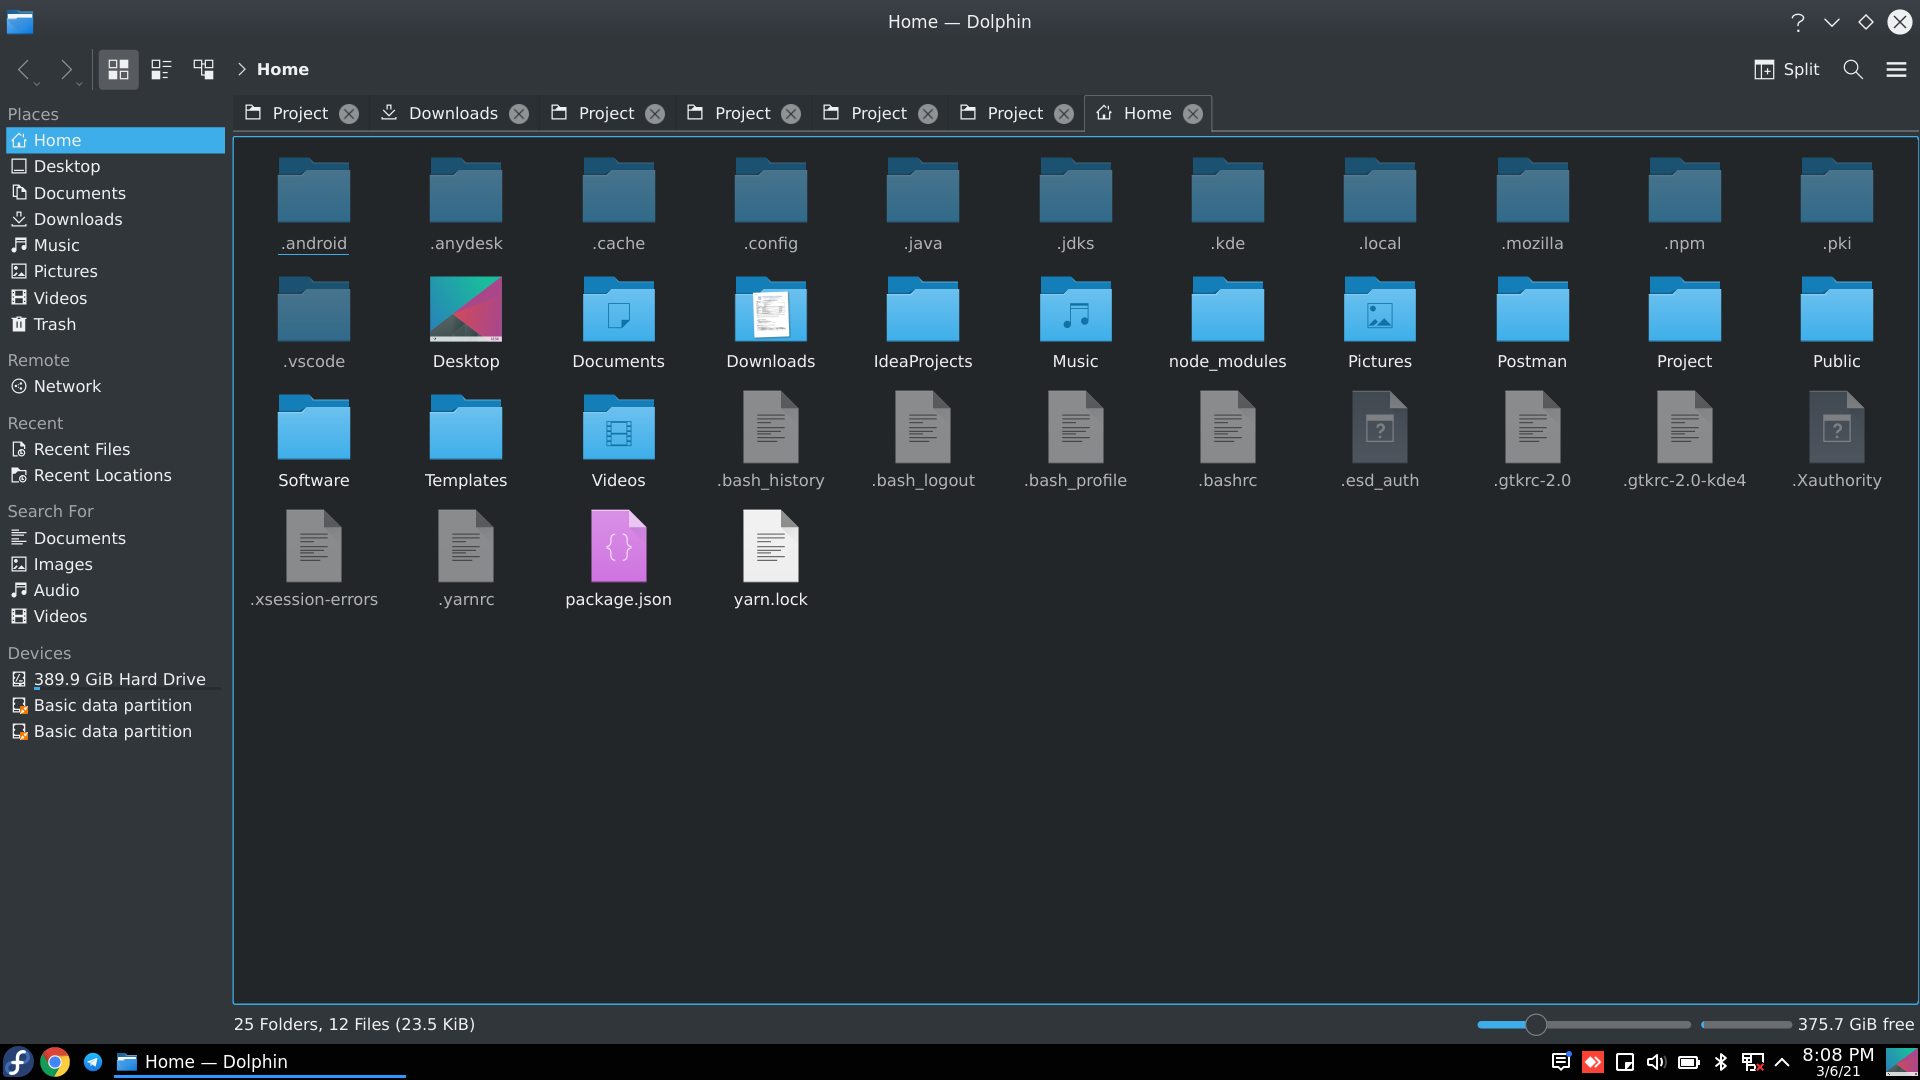 Home — Dolphin
Home
Split
Places
Home
Desktop
Documents
Downloads
Music
Pictures
Videos
Trash
Remote
Network
Recent
Recent Files
Recent Locations
Search For
Documents
Images
Audio
Videos
Devices
389.9 GiB Hard Drive
Basic data partition
Basic data partition
Project Downloads Project Project Project Project Home
.android .anydesk .cache .config .java .jdks .kde .local .mozilla .npm .pki
.vscode Desktop Documents Downloads IdeaProjects Music node_modules Pictures Postman Project Public
Software Templates Videos .bash_history .bash_logout .bash_profile .bashrc .esd_auth .gtkrc-2.0 .gtkrc-2.0-kde4 .Xauthority
.xsession-errors .yarnrc package.json yarn.lock
25 Folders, 12 Files (23.5 KiB)
375.7 GiB free
Home — Dolphin
8:08 PM
3/6/21